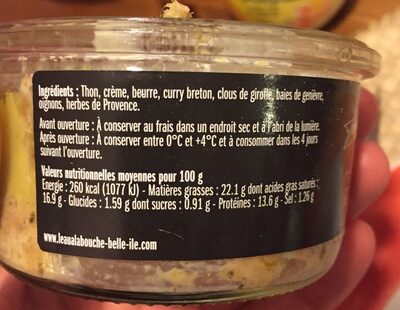 Ingrédients : Thon, crème, beurre, curry breton, clous de girofle, baies de genièvre,
oignons, herbes de Provence.
Avant ouverture : À conserver au frais dans un endroit sec et à l'abri de la lumière.
Après ouverture : À conserver entre 0°C et +4°C et à consommer dans les 4 jours
suivant l'ouverture.
Valeurs nutritionnelles moyennes pour 100 g
Energie : 260 kcal (1077 kJ) - Matières grasses : 22.1 g dont acides gras saturés :
16.9 g - Glucides : 1.59 g dont sucres : 0.91 g - Protéines : 13.6 g - Sel : 1.26 g
www.leaualabouche-belle-ile.com